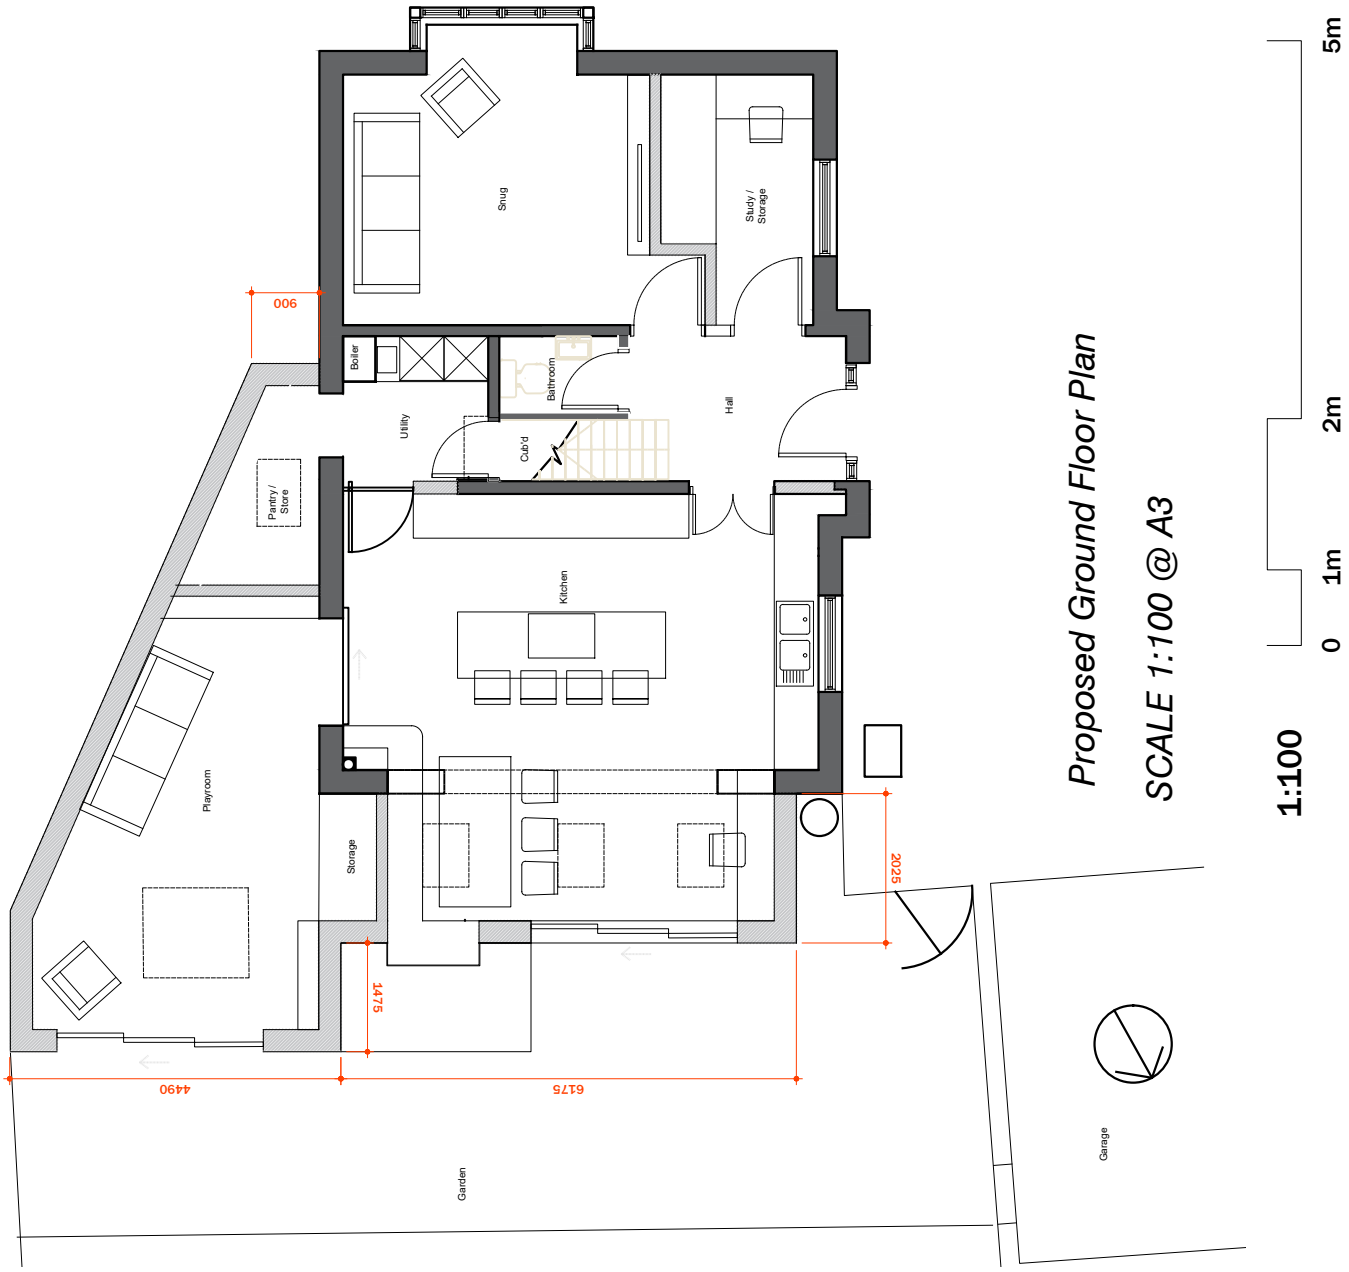 Snug
Study /
Storage
900
Boiler
Bathroom
Utility
Cub'd
Hall
Pantry /
Store
Kitchen
Playroom
Storage
2025
1475
4490
6175
Garden
Garage
Proposed Ground Floor Plan
SCALE 1:100 @ A3
1:100
0
1m
2m
5m